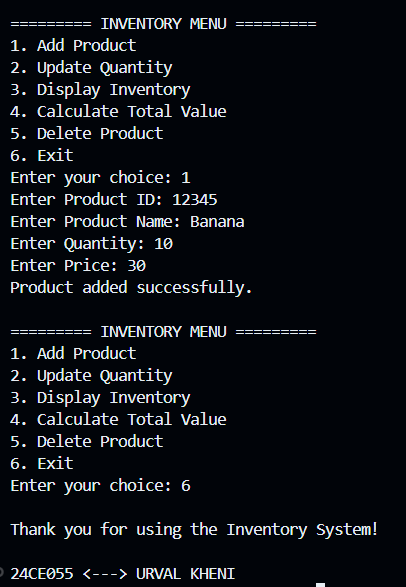 ========= INVENTORY MENU =========
1. Add Product
2. Update Quantity
3. Display Inventory
4. Calculate Total Value
5. Delete Product
6. Exit
Enter your choice: 1
Enter Product ID: 12345
Enter Product Name: Banana
Enter Quantity: 10
Enter Price: 30
Product added successfully.

========= INVENTORY MENU =========
1. Add Product
2. Update Quantity
3. Display Inventory
4. Calculate Total Value
5. Delete Product
6. Exit
Enter your choice: 6

Thank you for using the Inventory System!

24CE055 <---> URVAL KHENI